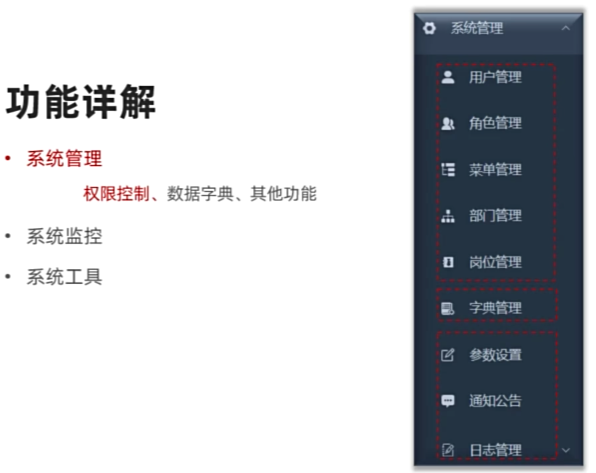 功能详解
• 系统管理
权限控制、数据字典、其他功能
• 系统监控
• 系统工具
系统管理
用户管理
角色管理
菜单管理
部门管理
岗位管理
字典管理
参数设置
通知公告
日志管理